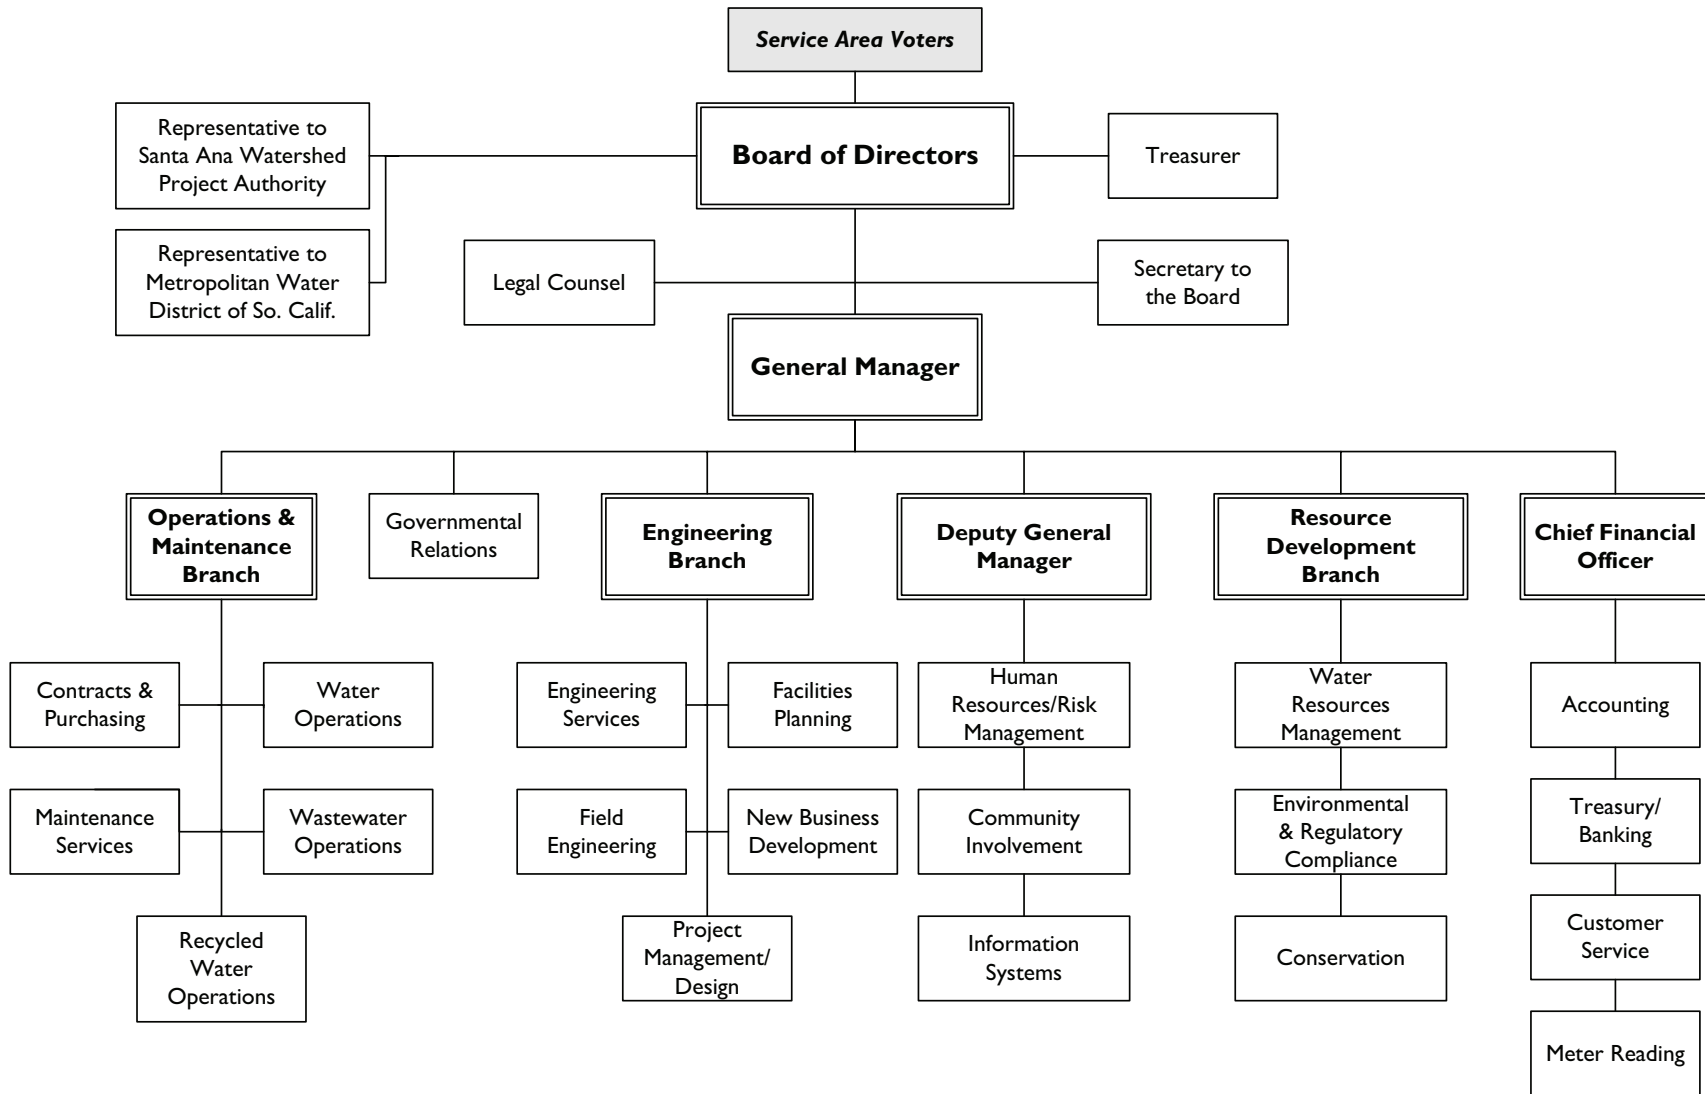 Service Area Voters
Representative to
Santa Ana Watershed
Project Authority
Board of Directors
Treasurer
Representative to
Metropolitan Water
District of So. Calif.
Legal Counsel
Secretary to
the Board
General Manager
Operations &
Maintenance
Branch
Governmental
Relations
Engineering
Branch
Deputy General
Manager
Resource
Development
Branch
Chief Financial
Officer
Contracts &
Purchasing
Water
Operations
Engineering
Services
Facilities
Planning
Human
Resources/Risk
Management
Water
Resources
Management
Accounting
Maintenance
Services
Wastewater
Operations
Field
Engineering
New Business
Development
Community
Involvement
Environmental
& Regulatory
Compliance
Treasury/
Banking
Recycled
Water
Operations
Project
Management/
Design
Information
Systems
Conservation
Customer
Service
Meter Reading